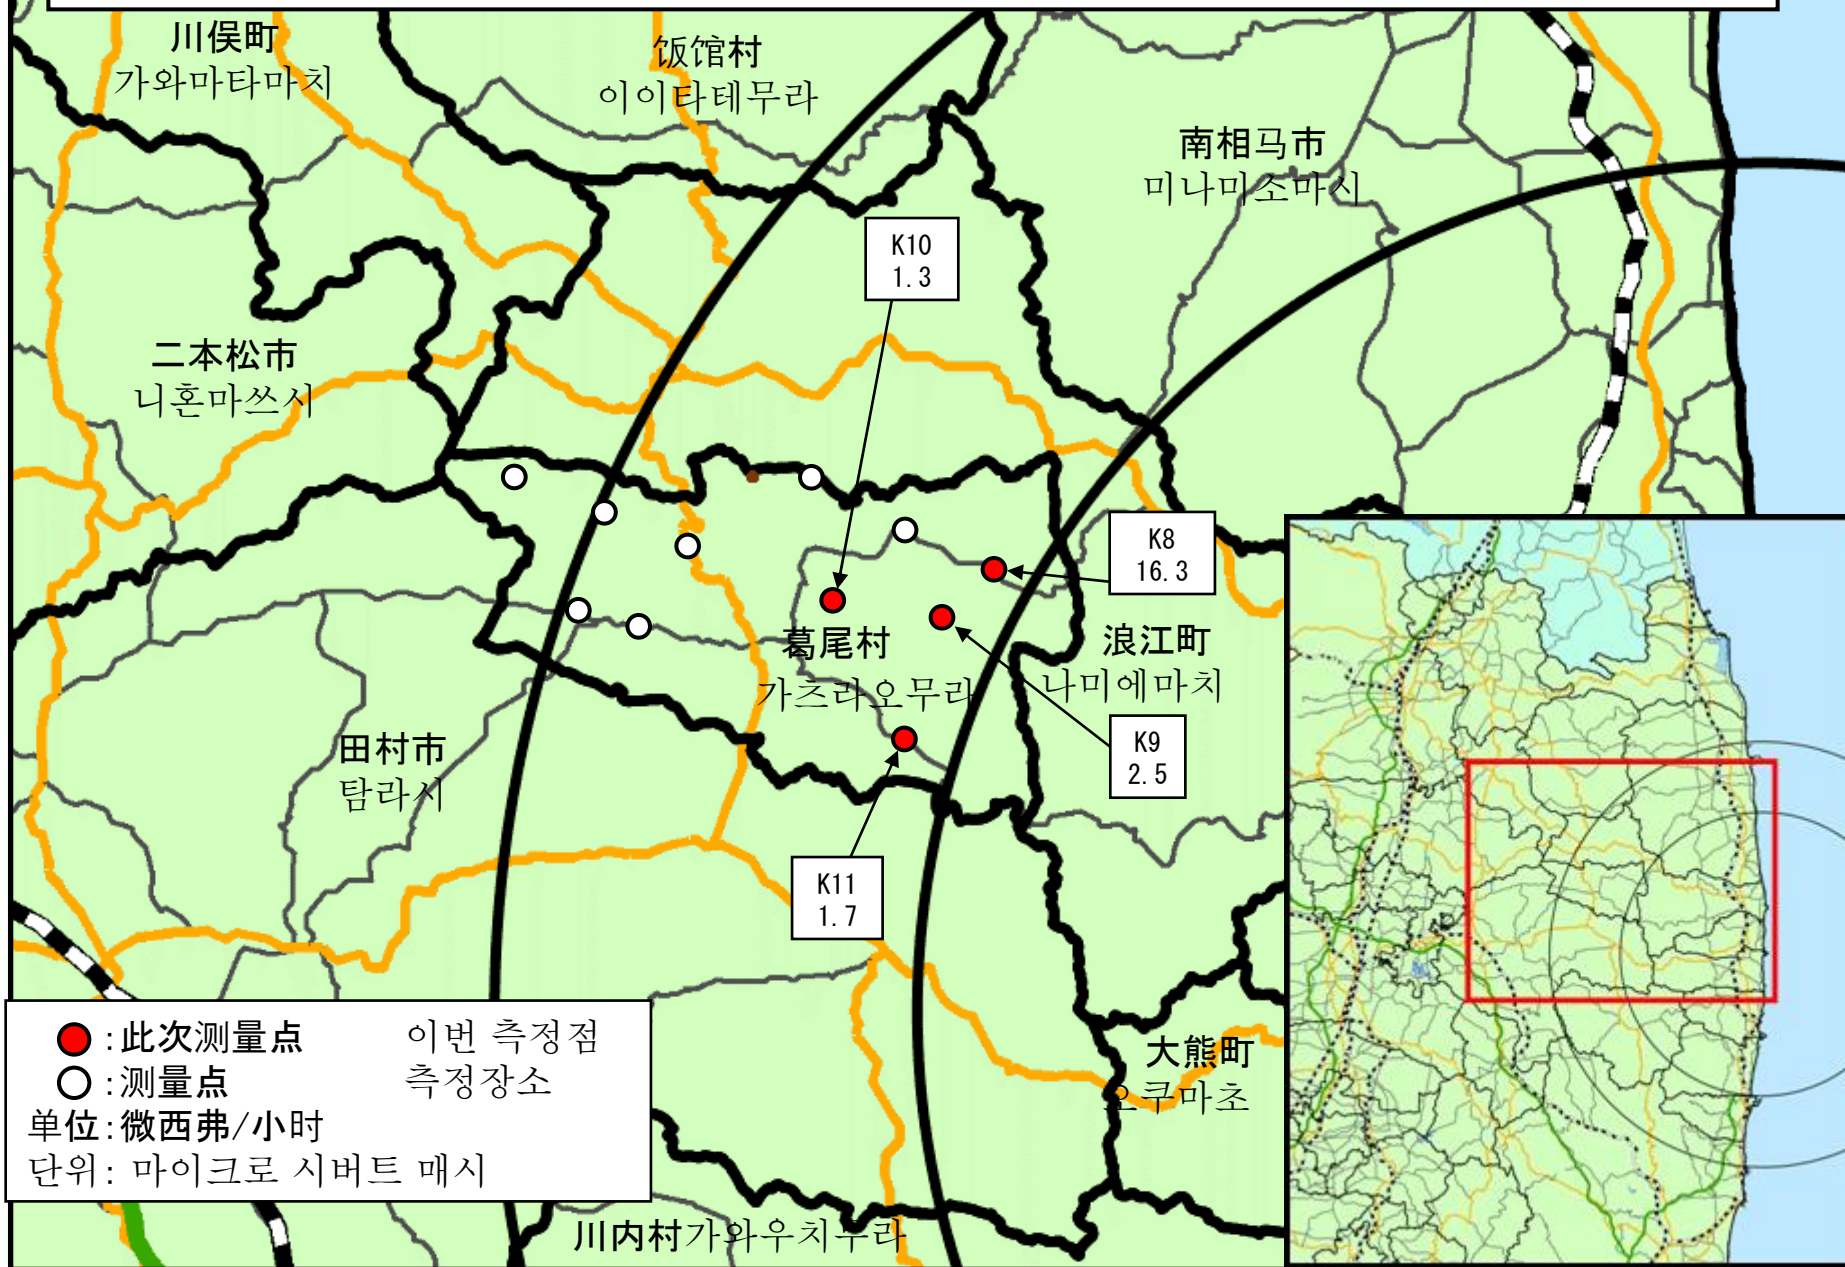 川俣町
가와마타마치
饭馆村
이이타테무라
南相马市
미나미소마시
K10
1.3
二本松市
니혼마쓰시
K8
16.3
葛尾村
가츠라오무라
浪江町
나미에마치
K9
2.5
田村市
탐라시
K11
1.7
大熊町
오쿠마초
川内村가와우치무라
:此次测量点 이번 측정점
:测量点 측정장소
単位:微西弗/小时
단위: 마이크로 시버트 매시